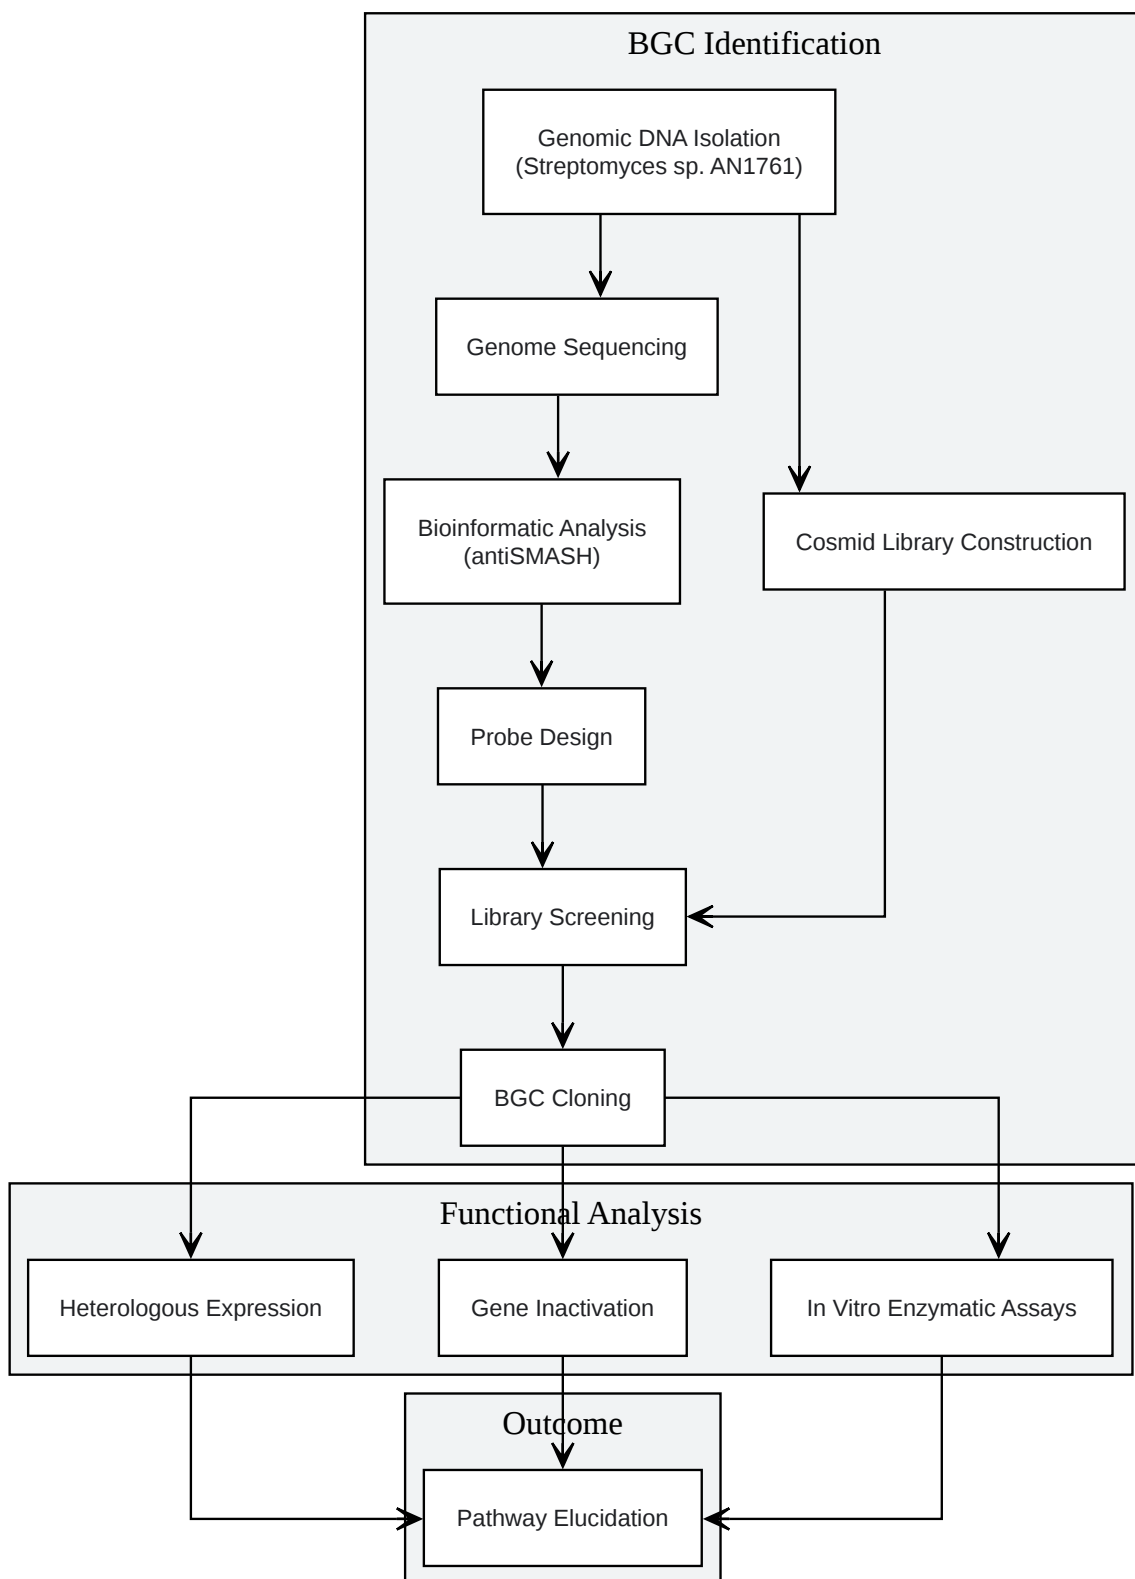 BGC Identification
Genomic DNA Isolation
(Streptomyces sp. AN1761)
Genome Sequencing
Bioinformatic Analysis
(antiSMASH)
Cosmid Library Construction
Probe Design
Library Screening
BGC Cloning
Functional Analysis
Heterologous Expression
Gene Inactivation
In Vitro Enzymatic Assays
Outcome
Pathway Elucidation